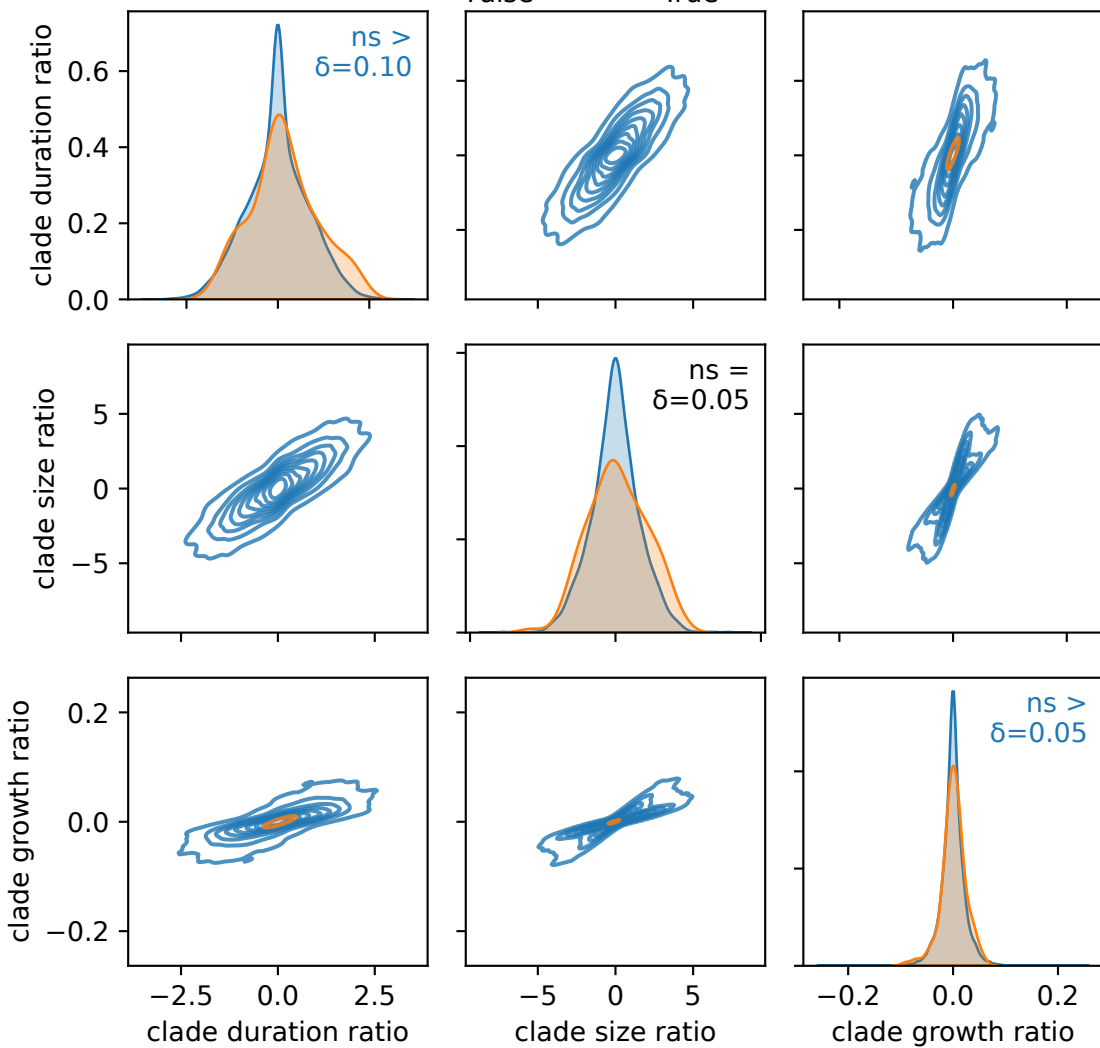 False True
clade duration ratio
0.6
0.4
0.2
0.0
ns >
δ=0.10
clade size ratio
5
0
−5
ns =
δ=0.05
clade growth ratio
0.2
0.0
−0.2
ns >
δ=0.05
−2.5 0.0 2.5
−5 0 5
−0.2 0.0 0.2
clade duration ratio
clade size ratio
clade growth ratio